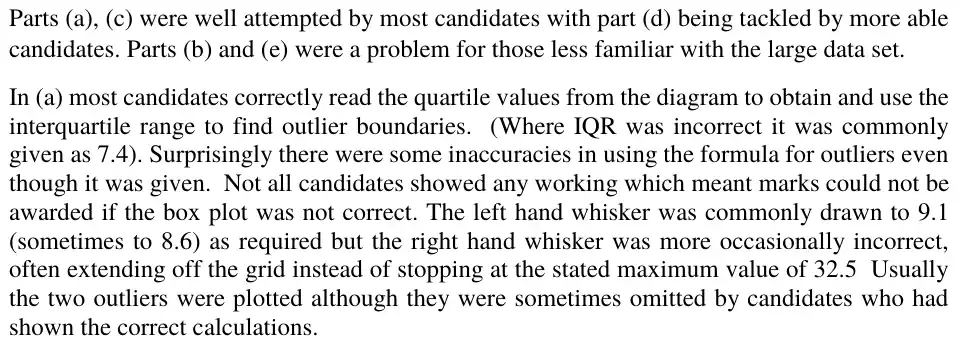 Parts (a), (c) were well attempted by most candidates with part (d) being tackled by more able
candidates. Parts (b) and (e) were a problem for those less familiar with the large data set.
In (a) most candidates correctly read the quartile values from the diagram to obtain and use the
interquartile range to find outlier boundaries.  (Where IQR was incorrect it was commonly
given as 7.4). Surprisingly there were some inaccuracies in using the formula for outliers even
though it was given.  Not all candidates showed any working which meant marks could not be
awarded if the box plot was not correct. The left hand whisker was commonly drawn to 9.1
(sometimes to 8.6) as required but the right hand whisker was more occasionally incorrect,
often extending off the grid instead of stopping at the stated maximum value of 32.5  Usually
the two outliers were plotted although they were sometimes omitted by candidates who had
shown the correct calculations.